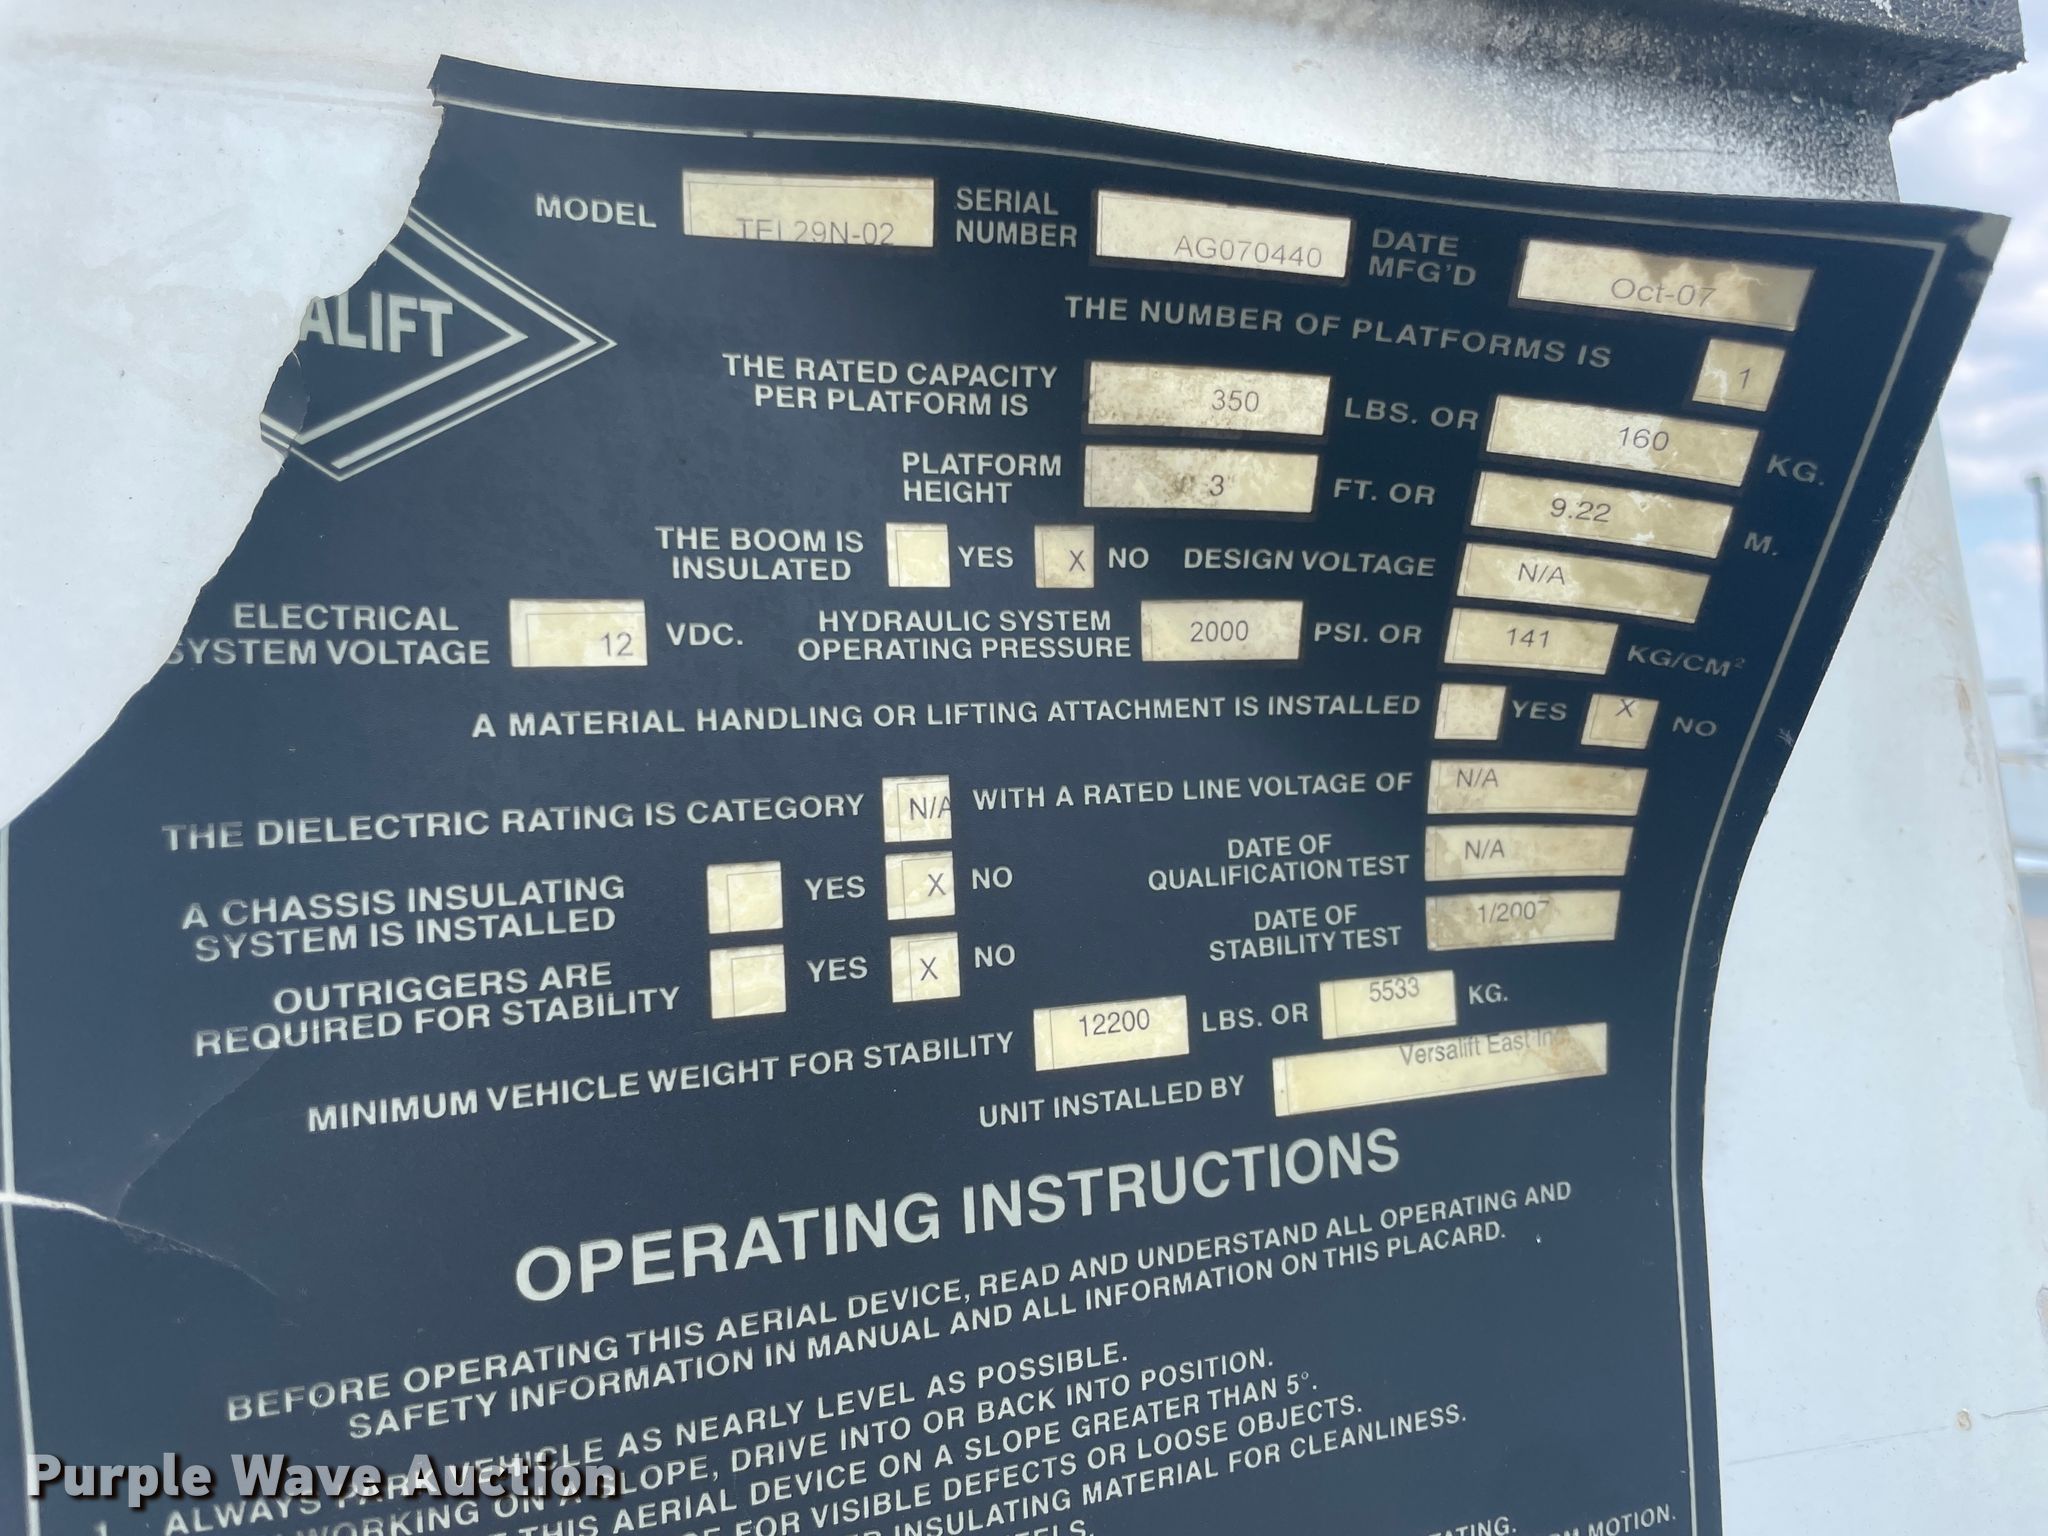 MODEL TEL29N-02 SERIAL NUMBER AG070440 DATE MFG'D Oct-07
ALIFT
THE NUMBER OF PLATFORMS IS 1
THE RATED CAPACITY PER PLATFORM IS 350 LBS. OR 160 KG.
PLATFORM HEIGHT 3" FT. OR 9.22 M.
THE BOOM IS INSULATED YES X NO DESIGN VOLTAGE N/A
ELECTRICAL SYSTEM VOLTAGE 12 VDC. HYDRAULIC SYSTEM OPERATING PRESSURE 2000 PSI. OR 141 KG/CM²
A MATERIAL HANDLING OR LIFTING ATTACHMENT IS INSTALLED YES X NO
THE DIELECTRIC RATING IS CATEGORY N/A WITH A RATED LINE VOLTAGE OF N/A
A CHASSIS INSULATING SYSTEM IS INSTALLED YES X NO
DATE OF QUALIFICATION TEST N/A
OUTRIGGERS ARE REQUIRED FOR STABILITY YES X NO
DATE OF STABILITY TEST 1/2007
MINIMUM VEHICLE WEIGHT FOR STABILITY 12200 LBS. OR 5533 KG.
UNIT INSTALLED BY Versalift East Inc
OPERATING INSTRUCTIONS
BEFORE OPERATING THIS AERIAL DEVICE, READ AND UNDERSTAND ALL OPERATING AND
SAFETY INFORMATION IN MANUAL AND ALL INFORMATION ON THIS PLACARD.
1. ALWAYS PARK VEHICLE AS NEARLY LEVEL AS POSSIBLE.
WORKING ON A SLOPE, DRIVE INTO OR BACK INTO POSITION.
THIS AERIAL DEVICE ON A SLOPE GREATER THAN 5°.
FOR VISIBLE DEFECTS OR LOOSE OBJECTS.
INSULATING MATERIAL FOR CLEANLINESS.
MOTION.
Purple Wave Auction